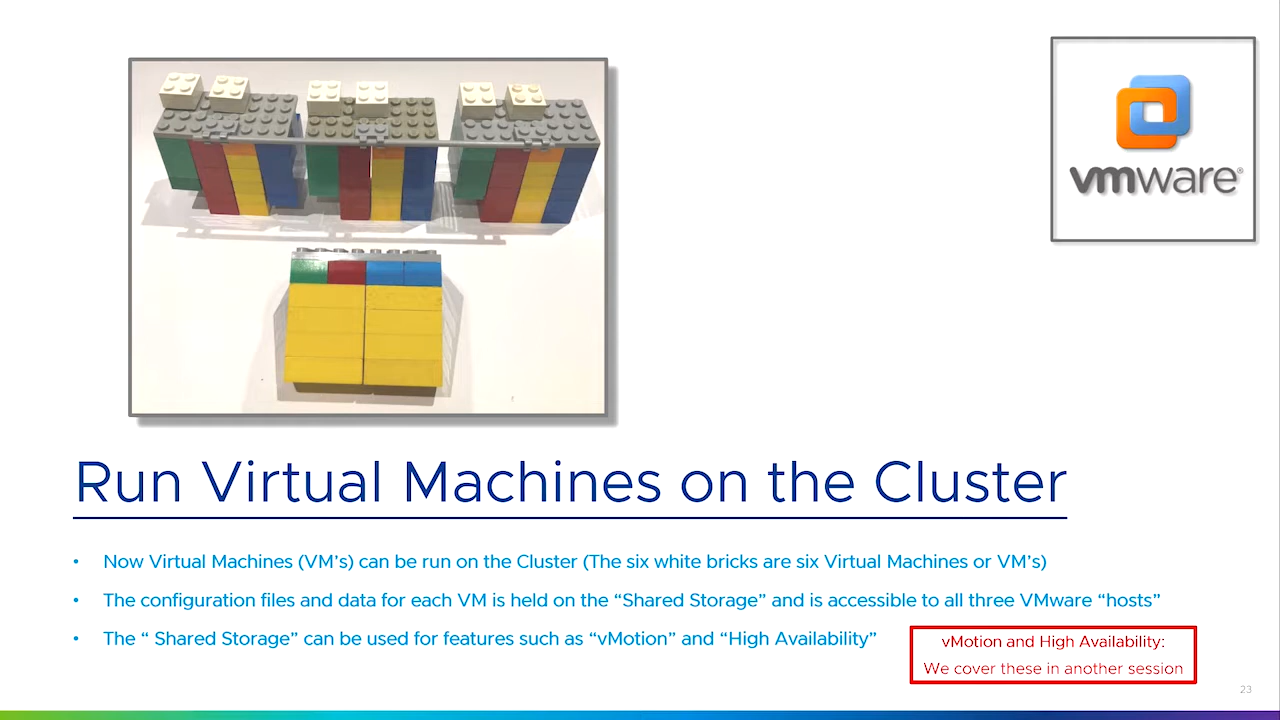 vmware®
Run Virtual Machines on the Cluster
• Now Virtual Machines (VM’s) can be run on the Cluster (The six white bricks are six Virtual Machines or VM’s)
• The configuration files and data for each VM is held on the “Shared Storage” and is accessible to all three VMware “hosts”
• The “ Shared Storage” can be used for features such as “vMotion” and “High Availability”
vMotion and High Availability:
We cover these in another session
23